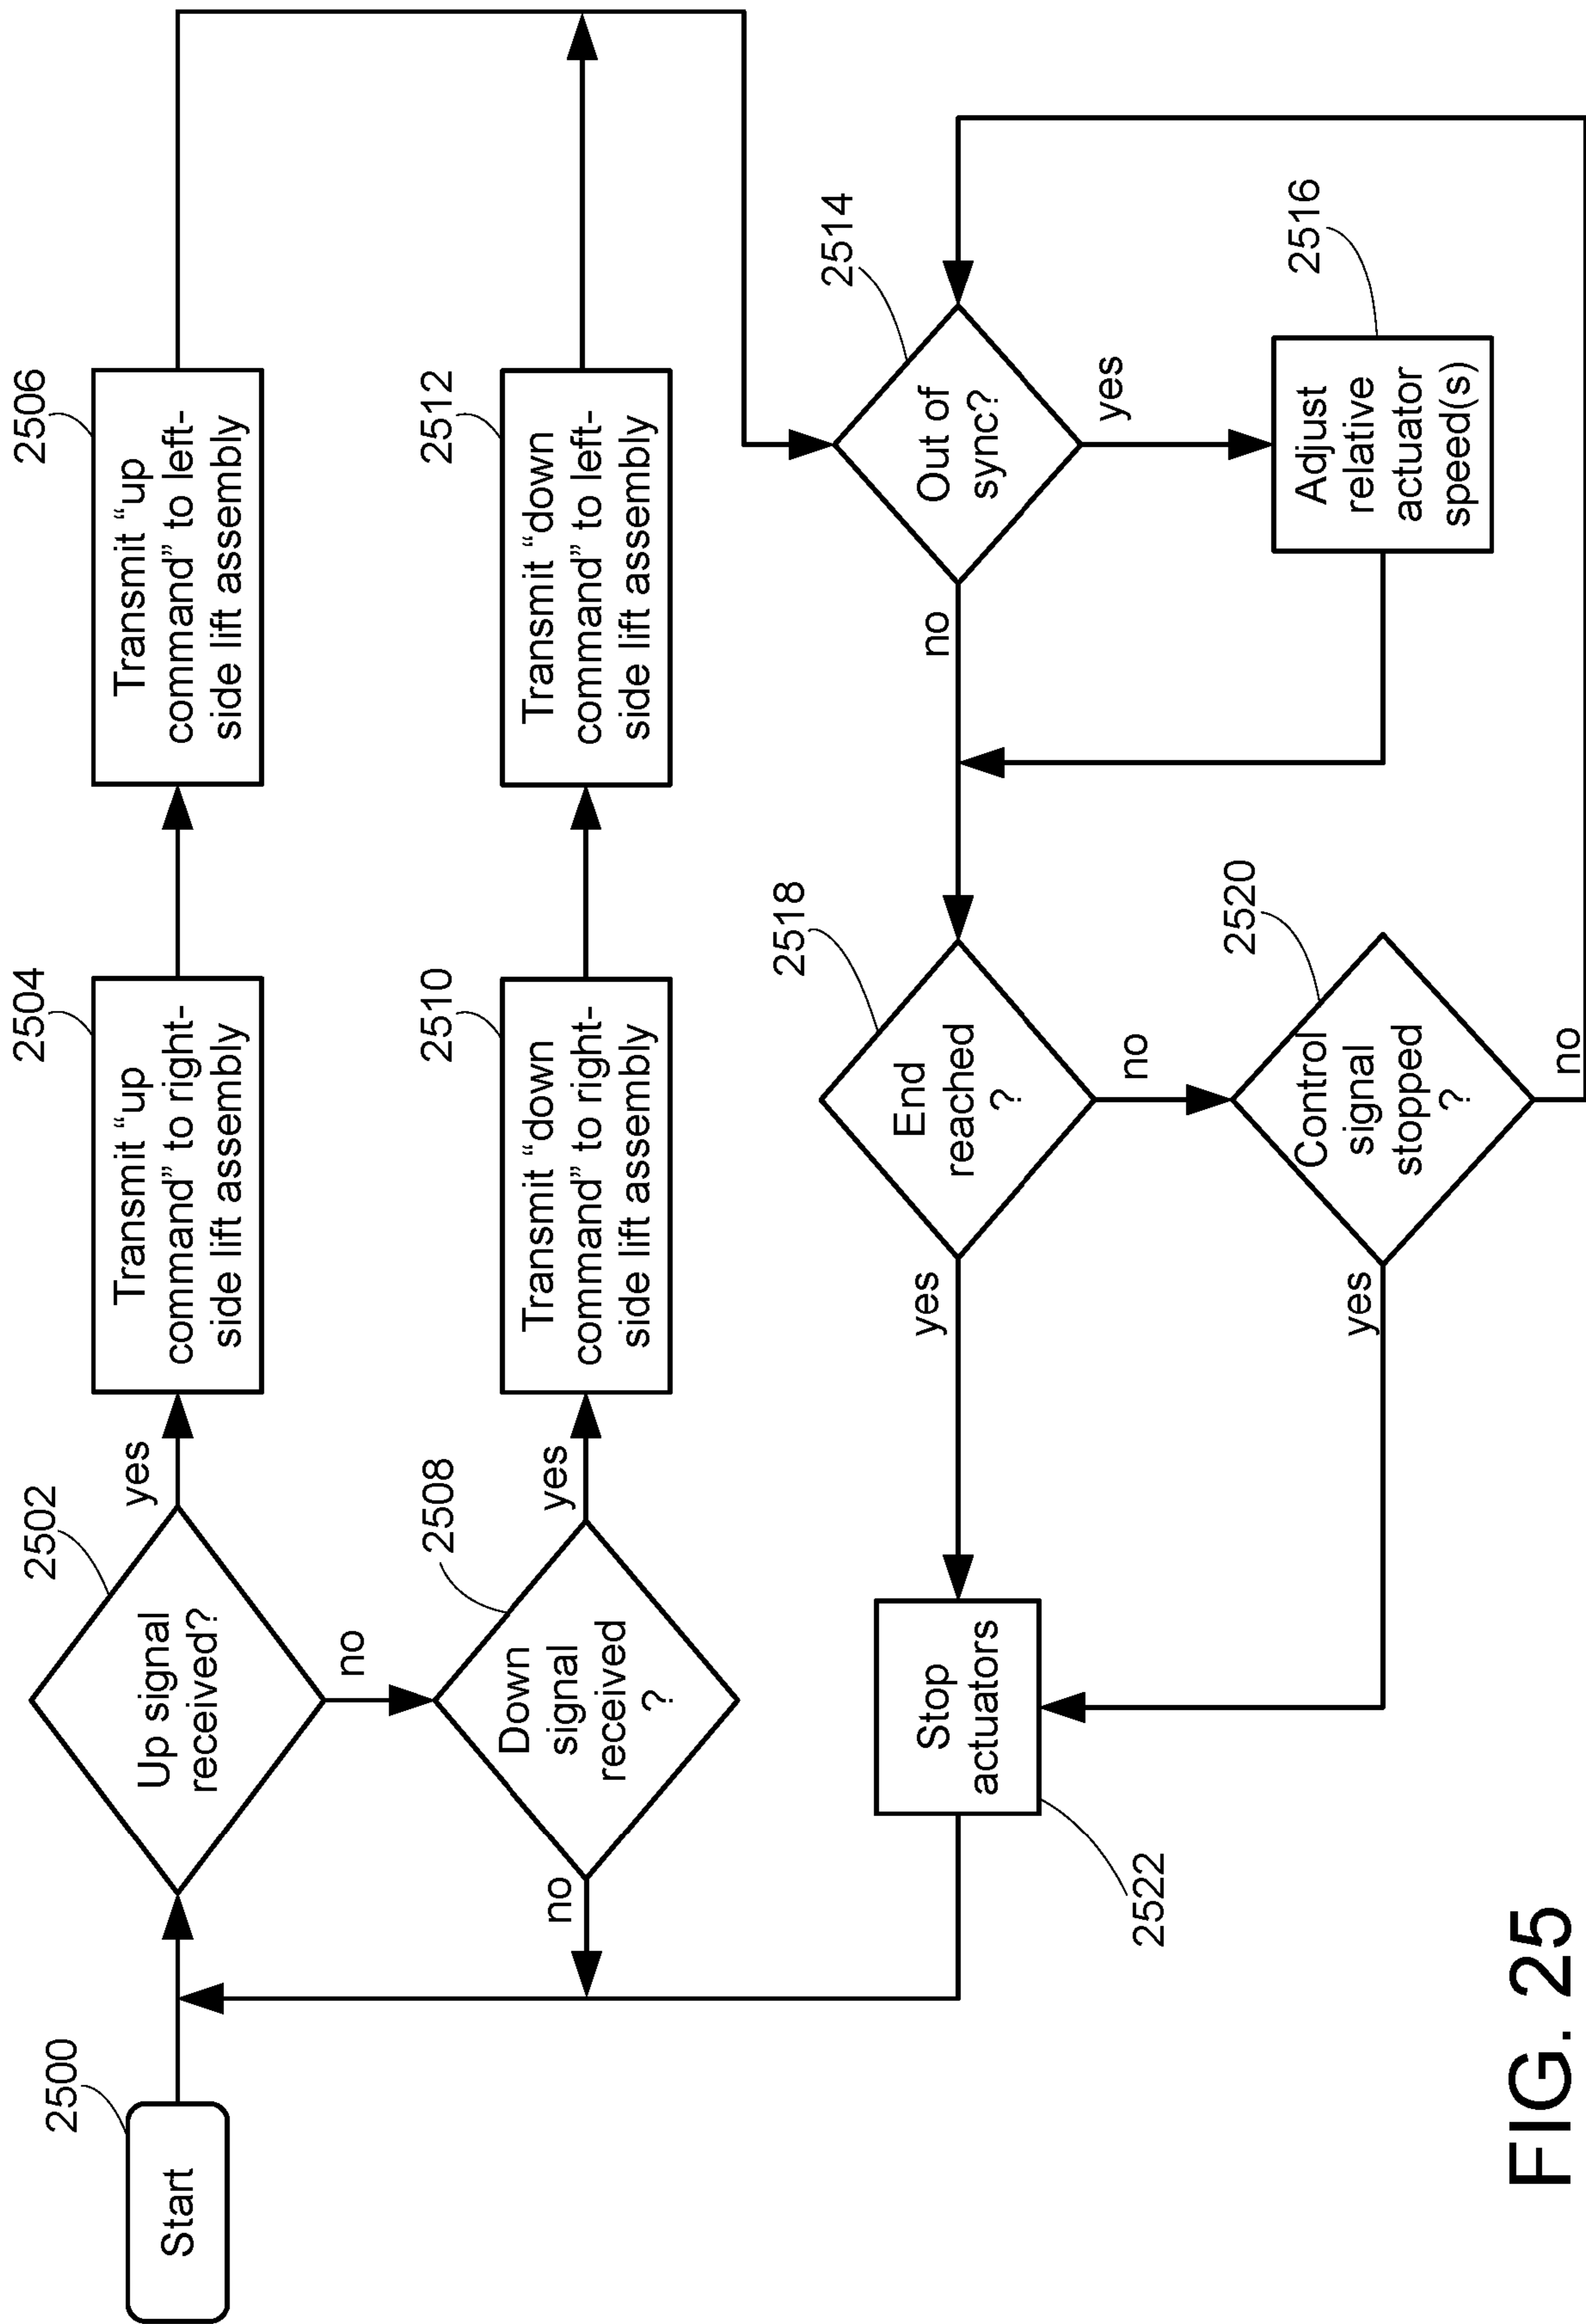 2500
Start
2502
Up signal
received?
yes
no
2504
Transmit “up
command” to right-
side lift assembly
2506
Transmit “up
command” to left-
side lift assembly
2508
Down
signal
received
?
yes
no
2510
Transmit “down
command” to right-
side lift assembly
2512
Transmit “down
command” to left-
side lift assembly
2514
Out of
sync?
no
yes
2516
Adjust
relative
actuator
speed(s)
2518
End
reached
?
yes
no
2520
Control
signal
stopped
?
yes
no
Stop
actuators
2522
FIG. 25